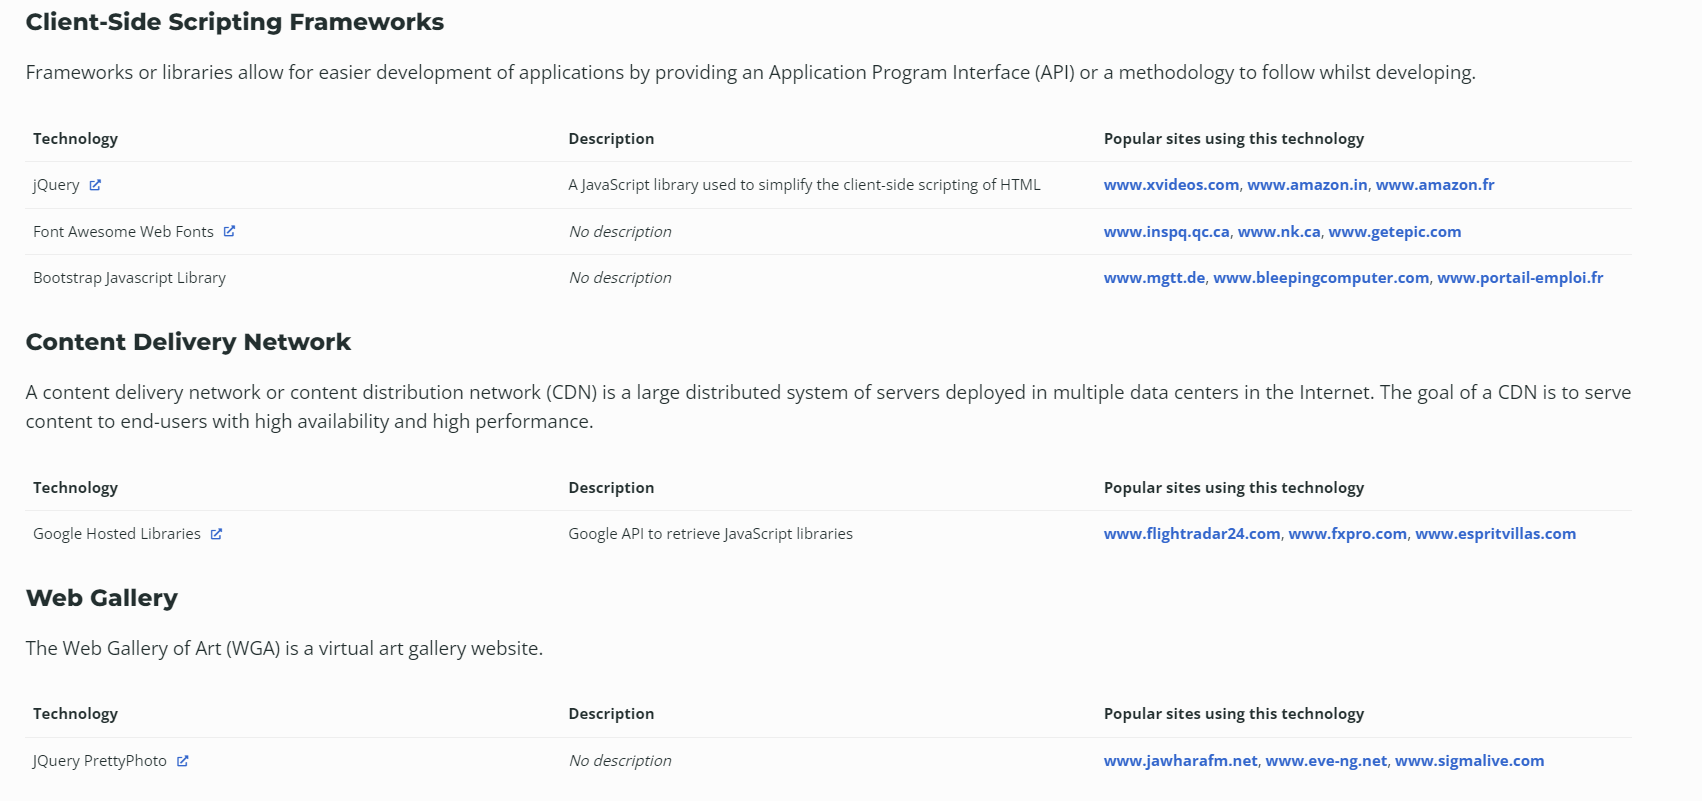 Client-Side Scripting Frameworks
Frameworks or libraries allow for easier development of applications by providing an Application Program Interface (API) or a methodology to follow whilst developing.
Technology Description Popular sites using this technology
jQuery A JavaScript library used to simplify the client-side scripting of HTML www.xvideos.com, www.amazon.in, www.amazon.fr
Font Awesome Web Fonts No description www.inspq.qc.ca, www.nk.ca, www.getepic.com
Bootstrap Javascript Library No description www.mgtt.de, www.bleepingcomputer.com, www.portail-emploi.fr
Content Delivery Network
A content delivery network or content distribution network (CDN) is a large distributed system of servers deployed in multiple data centers in the Internet. The goal of a CDN is to serve
content to end-users with high availability and high performance.
Technology Description Popular sites using this technology
Google Hosted Libraries Google API to retrieve JavaScript libraries www.flightradar24.com, www.fxpro.com, www.espritvillas.com
Web Gallery
The Web Gallery of Art (WGA) is a virtual art gallery website.
Technology Description Popular sites using this technology
JQuery PrettyPhoto No description www.jawharafm.net, www.eve-ng.net, www.sigmalive.com